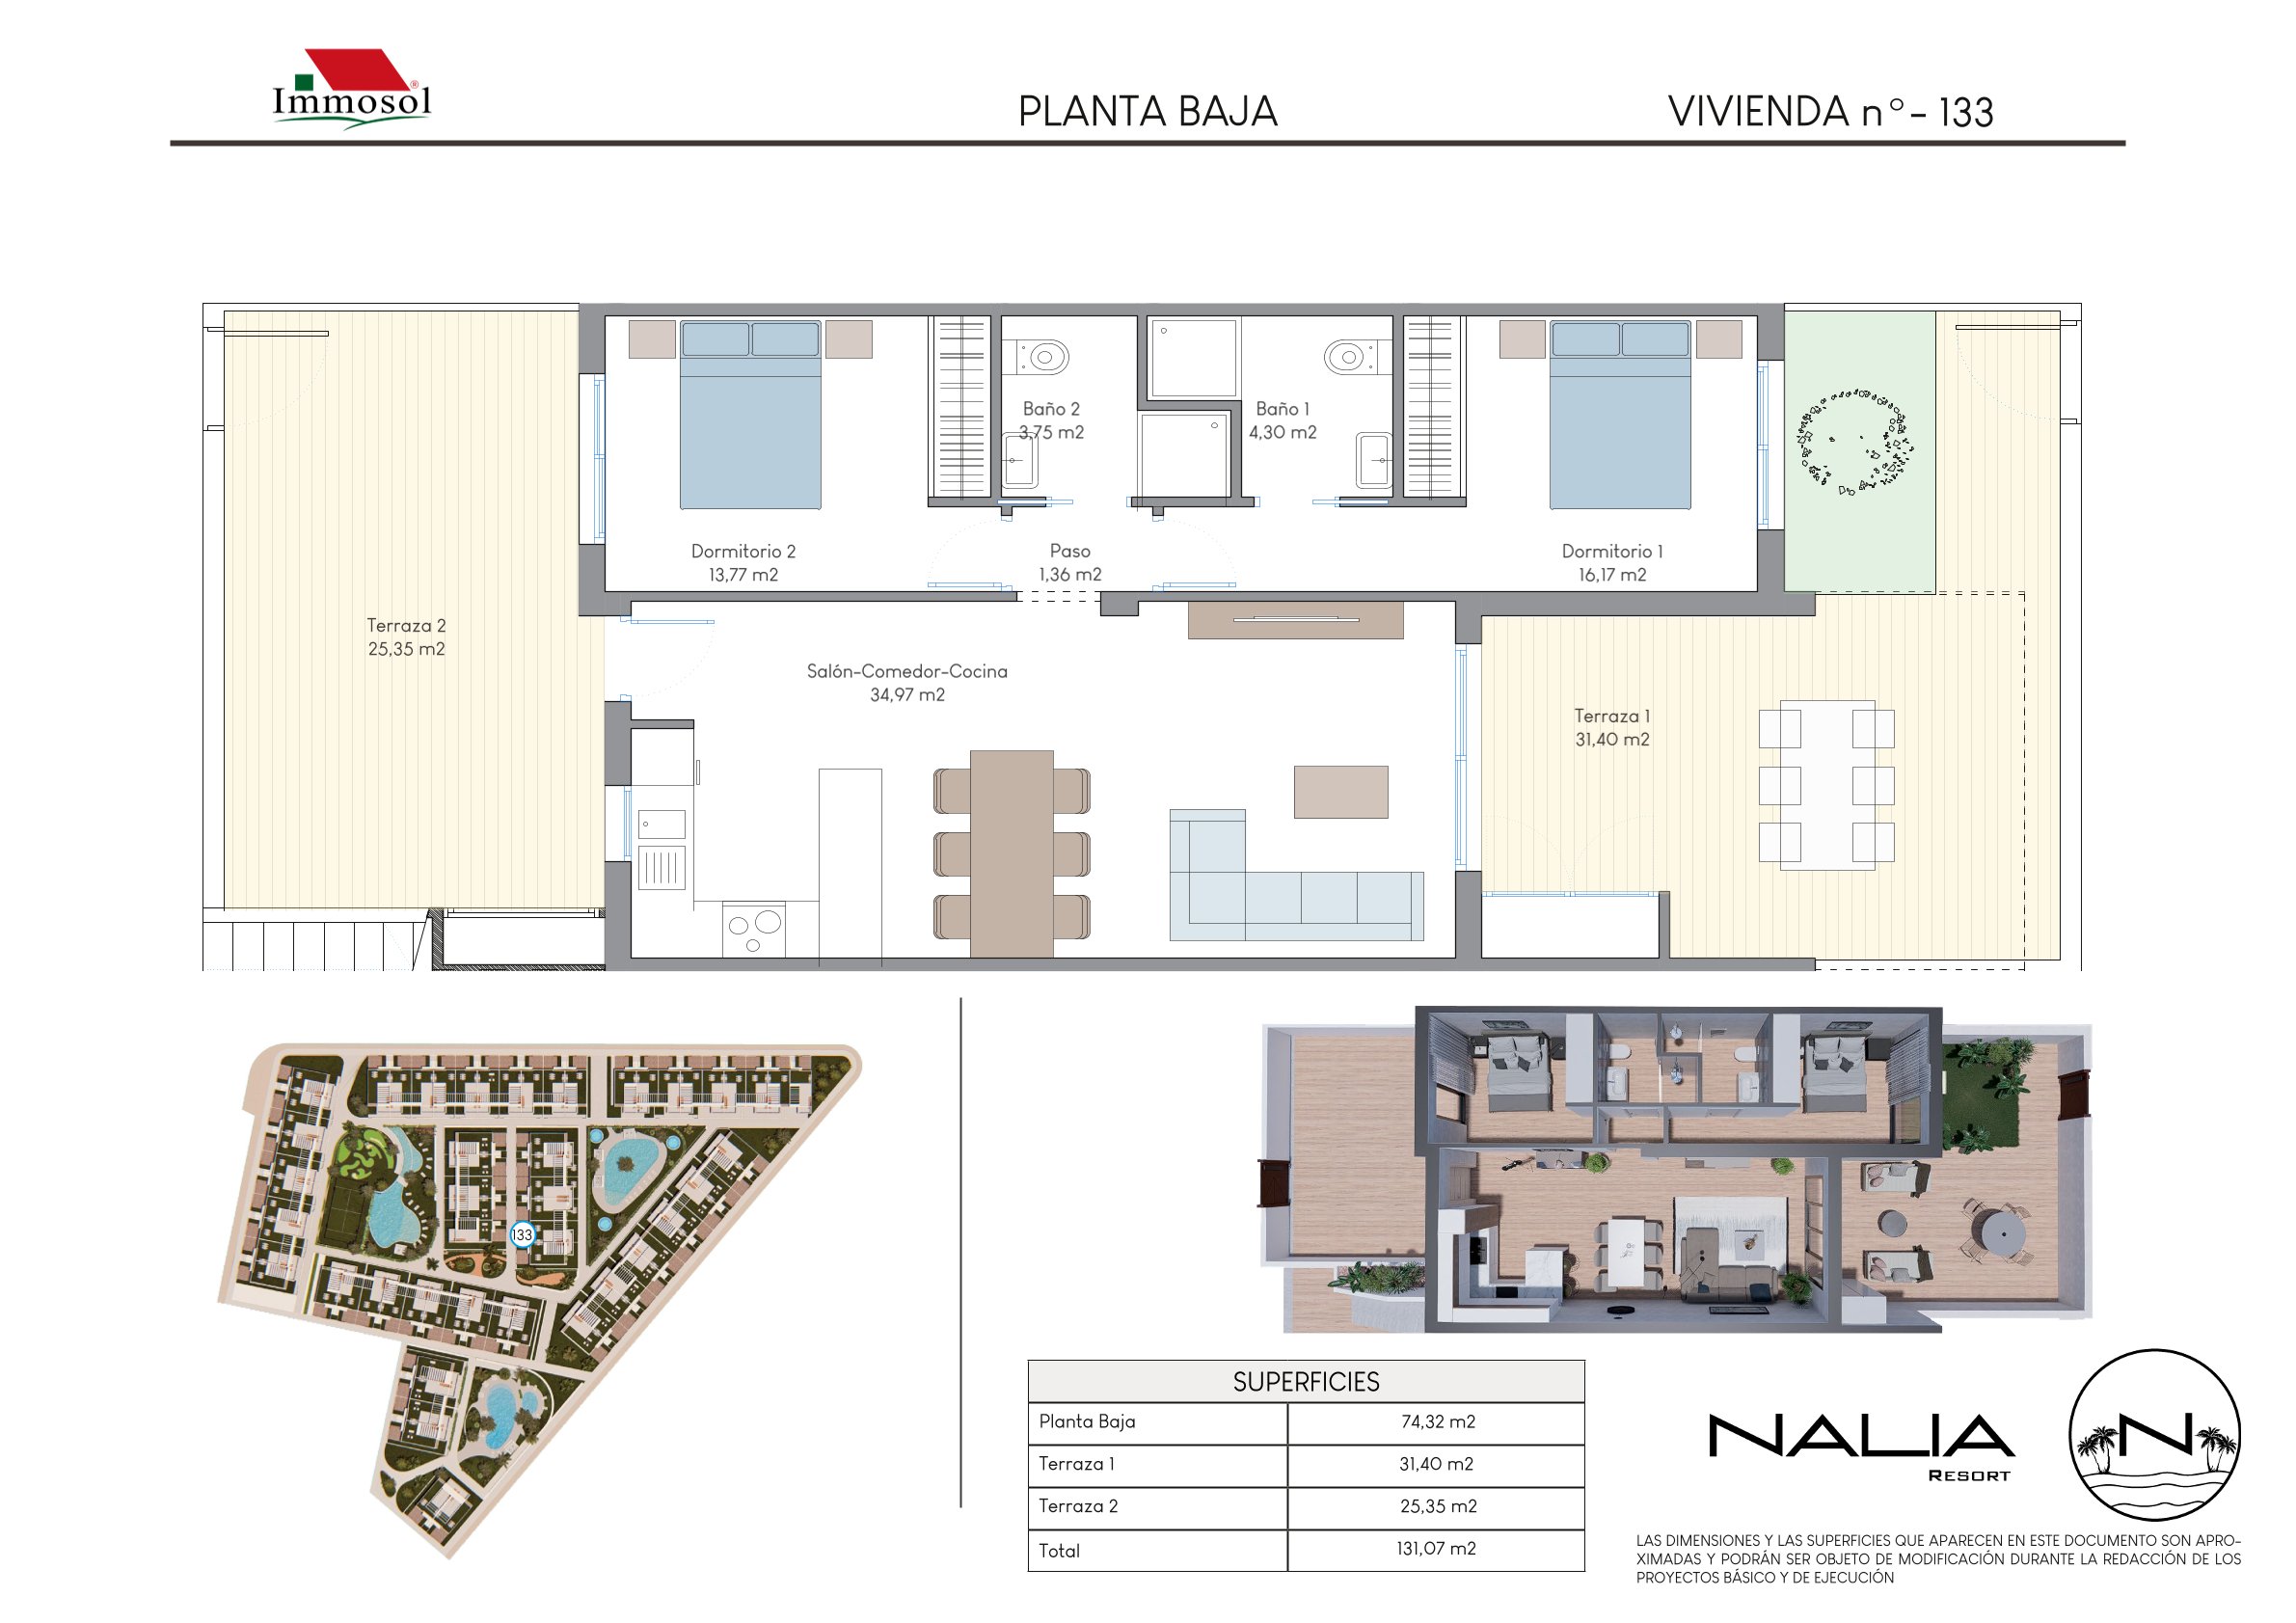 Immosol®
PLANTA BAJA
VIVIENDA nº- 133
Baño 2
3,75 m2
Baño 1
4,30 m2
Dormitorio 2
13,77 m2
Paso
1,36 m2
Dormitorio 1
16,17 m2
Terraza 2
25,35 m2
Salón-Comedor-Cocina
34,97 m2
Terraza 1
31,40 m2
133
SUPERFICIES
Planta Baja 74,32 m2
Terraza 1 31,40 m2
Terraza 2 25,35 m2
Total 131,07 m2
NALIA
RESORT
N
LAS DIMENSIONES Y LAS SUPERFICIES QUE APARECEN EN ESTE DOCUMENTO SON APRO-
XIMADAS Y PODRÁN SER OBJETO DE MODIFICACIÓN DURANTE LA REDACCIÓN DE LOS
PROYECTOS BÁSICO Y DE EJECUCIÓN